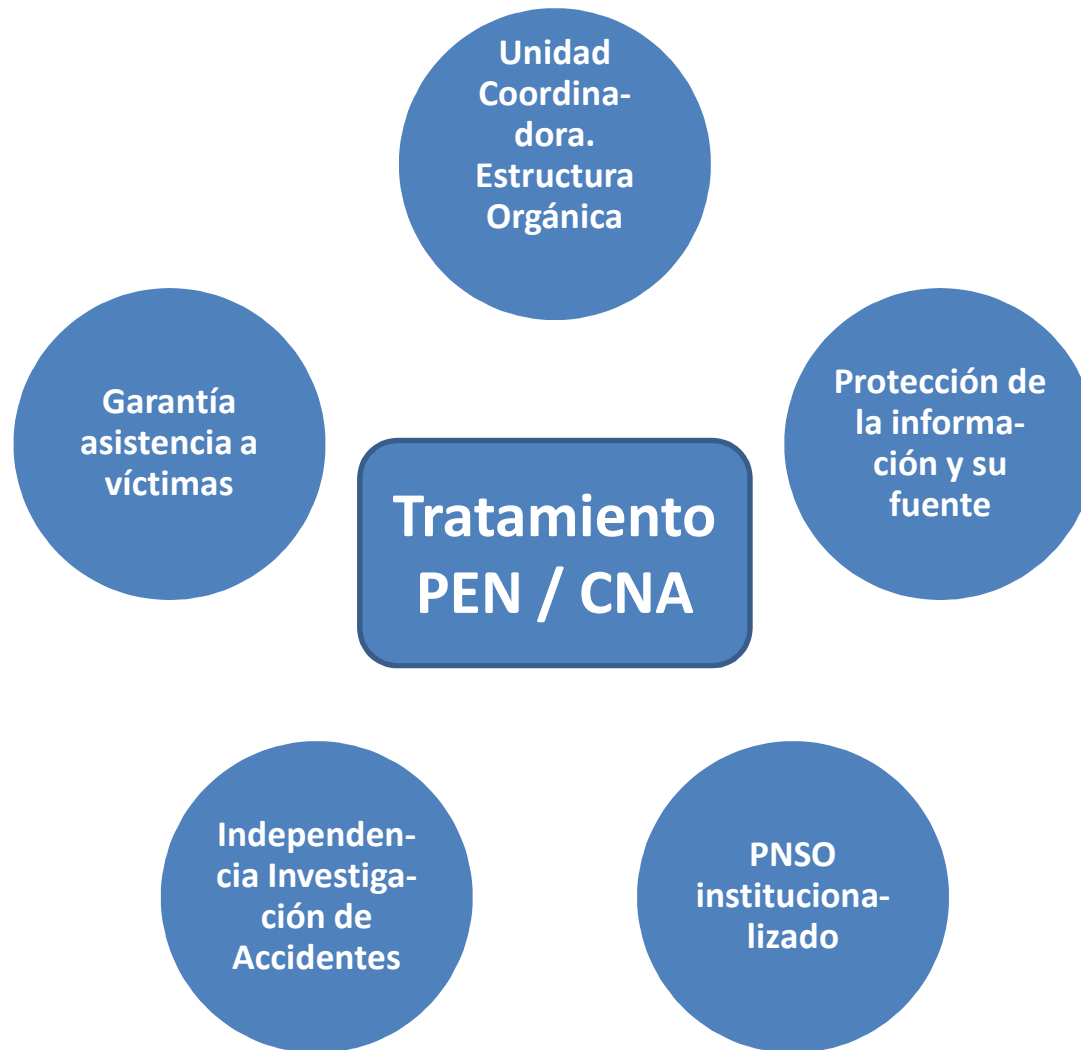 Unidad
Coordina-
dora.
Estructura
Orgánica
Garantía
asistencia a
víctimas
Protección de
la informa-
ción y su
fuente
Tratamiento
PEN / CNA
Independen-
cia Investiga-
ción de
Accidentes
PNSO
instituciona-
lizado